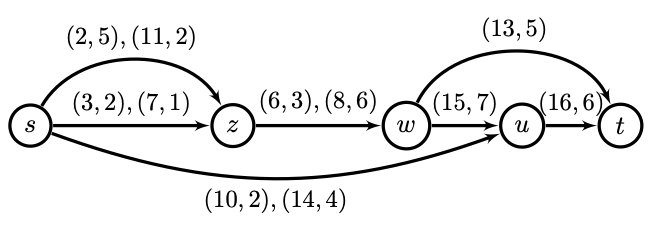 (13, 5)
(2, 5), (11, 2)
(3, 2), (7, 1)
(6, 3), (8, 6)
(15, 7)
(16, 6)
s
z
w
u
t
(10, 2), (14, 4)